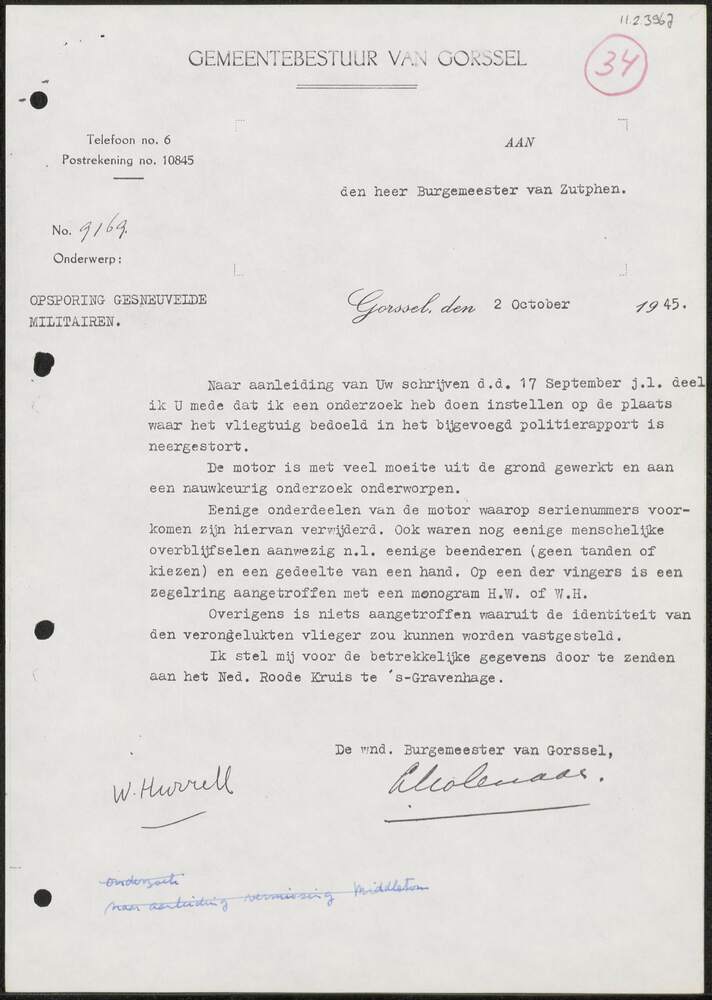 11.2.3967
GEMEENTEBESTUUR VAN GORSSEL
34
Telefoon no. 6
Postrekening no. 10845
AAN
den heer Burgemeester van Zutphen.
No. 9169.
Onderwerp:
OPSPORING GESNEUVELDE
MILITAIREN.
Gorssel, den 2 October 1945.
Naar aanleiding van Uw schrijven d.d. 17 September j.l. deel
ik U mede dat ik een onderzoek heb doen instellen op de plaats
waar het vliegtuig bedoeld in het bijgevoegd politierapport is
neergestort.
De motor is met veel moeite uit de grond gewerkt en aan
een nauwkeurig onderzoek onderworpen.
Eenige onderdeelen van de motor waarop serienummers voor-
komen zijn hiervan verwijderd. Ook waren nog eenige menschelijke
overblijfselen aanwezig n.l. eenige beenderen (geen tanden of
kiezen) en een gedeelte van een hand. Op een der vingers is een
zegelring aangetroffen met een monogram H.W. of W.H.
Overigens is niets aangetroffen waaruit de identiteit van
den verongelukten vlieger zou kunnen worden vastgesteld.
Ik stel mij voor de betrekkelijke gegevens door te zenden
aan het Ned. Roode Kruis te 's-Gravenhage.
De wnd. Burgemeester van Gorssel,
W. Hurrell
onderzoek
naar aanleiding vermissing Middleton